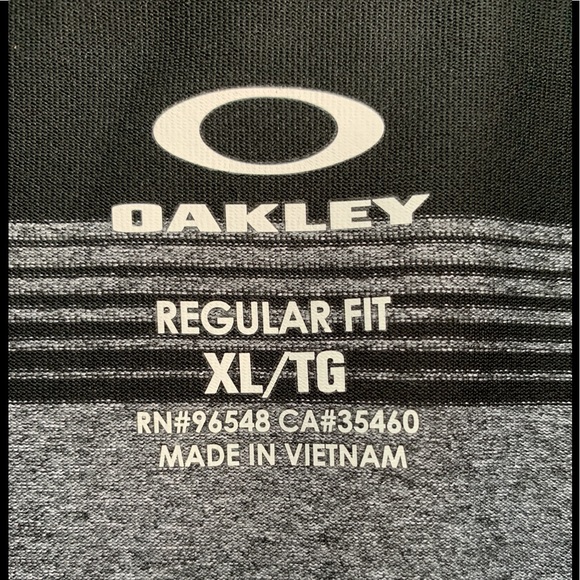 OAKLEY
REGULAR FIT
XL/TG
RN#96548 CA#35460
MADE IN VIETNAM